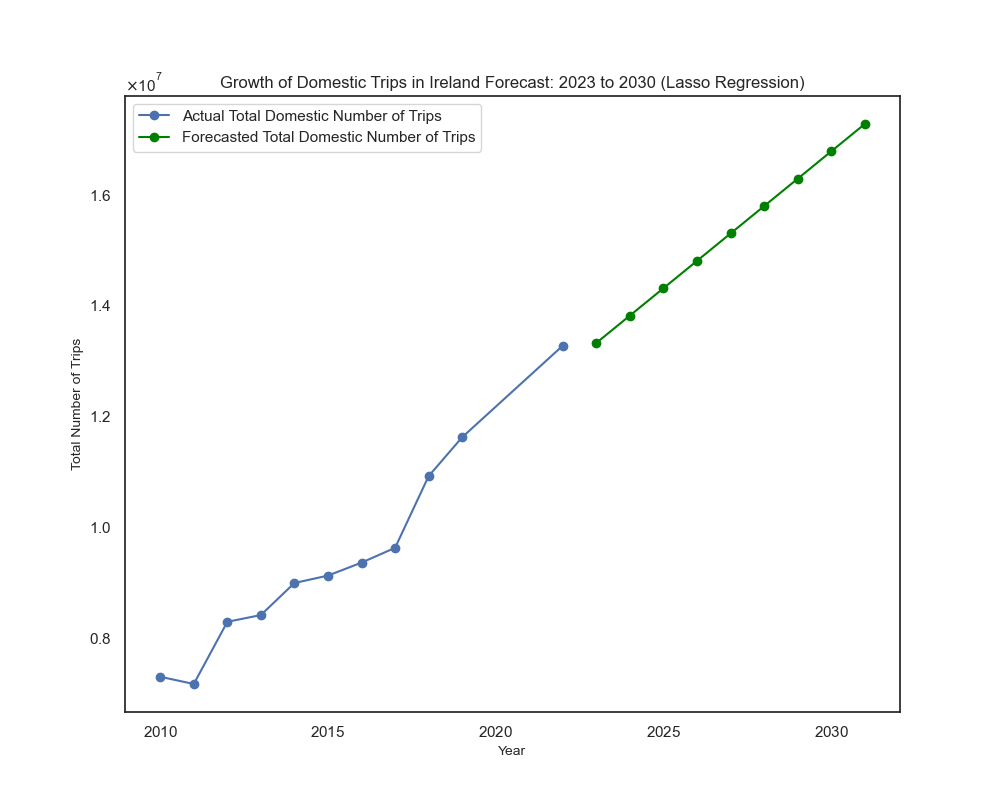 ×10⁷
Growth of Domestic Trips in Ireland Forecast: 2023 to 2030 (Lasso Regression)
Actual Total Domestic Number of Trips
Forecasted Total Domestic Number of Trips
1.6
1.4
1.2
1.0
0.8
Total Number of Trips
2010 2015 2020 2025 2030
Year